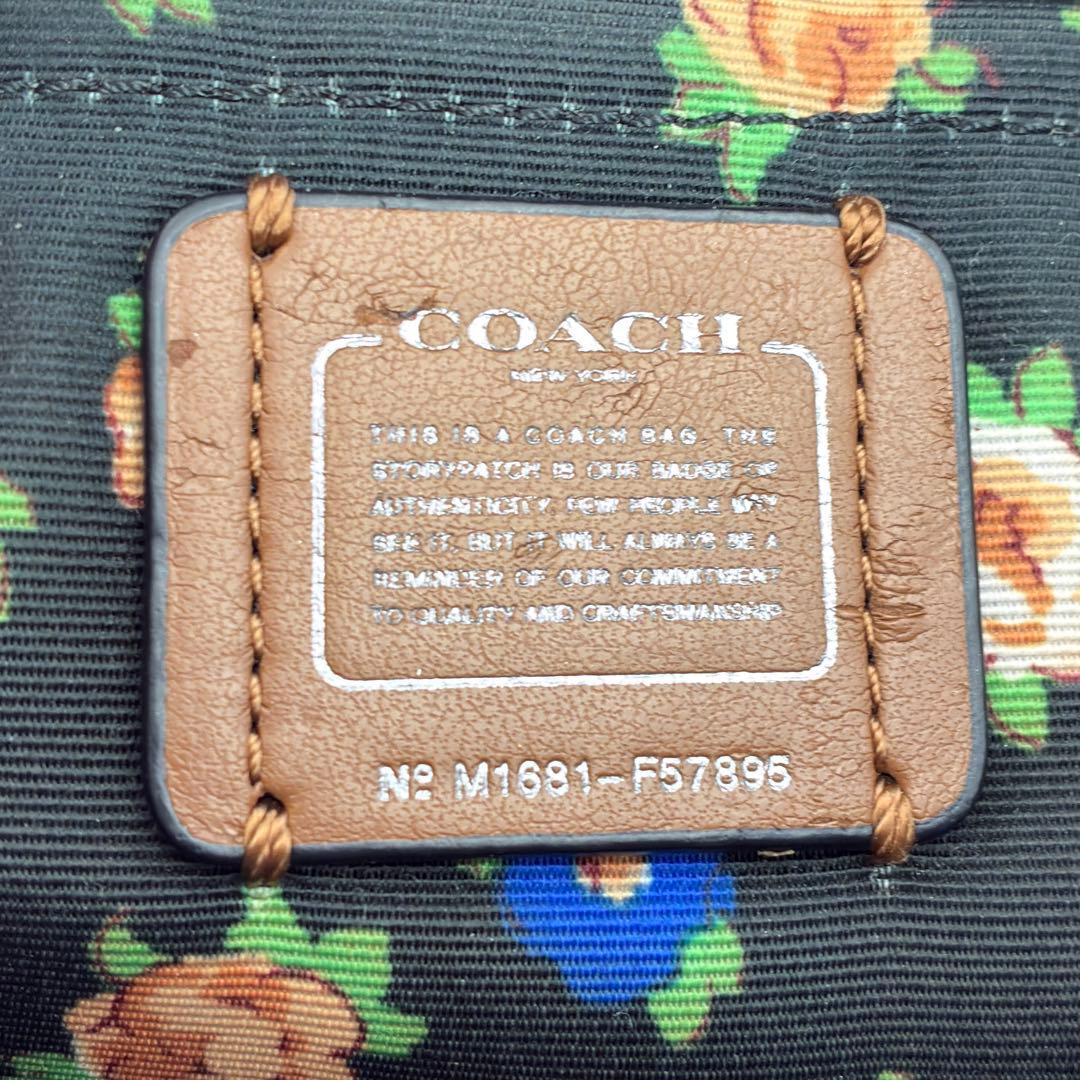 COACH
NEW YORK
THIS IS A COACH BAG. THE
STORYPATCH IS OUR BADGE OF
AUTHENTICITY. FEW PEOPLE MAY
SEE IT, BUT IT WILL ALWAYS BE A
REMINDER OF OUR COMMITMENT
TO QUALITY AND CRAFTSMANSHIP
Nº M1681-F57895